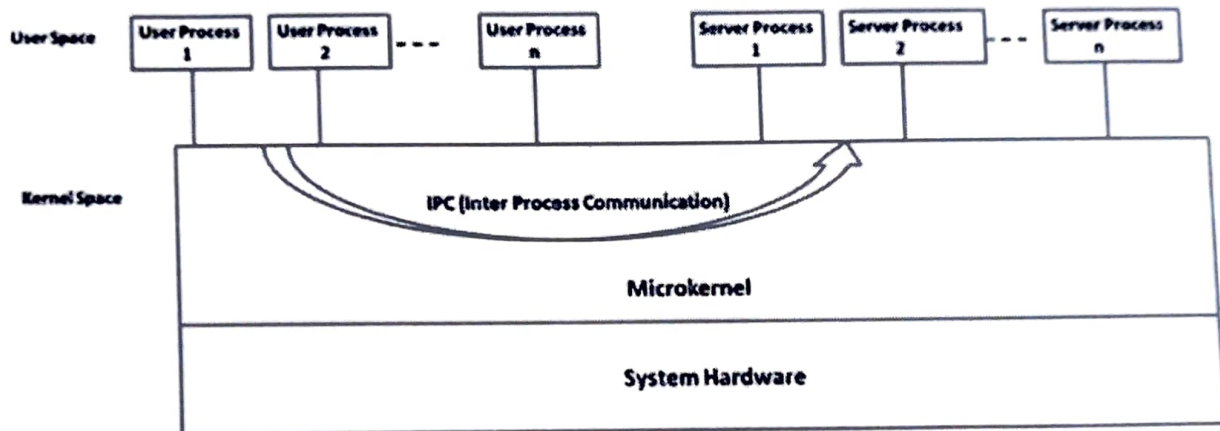 User Space
User Process
1
User Process
2
User Process
n
Server Process
1
Server Process
2
Server Process
n
Kernel Space
IPC (Inter Process Communication)
Microkernel
System Hardware